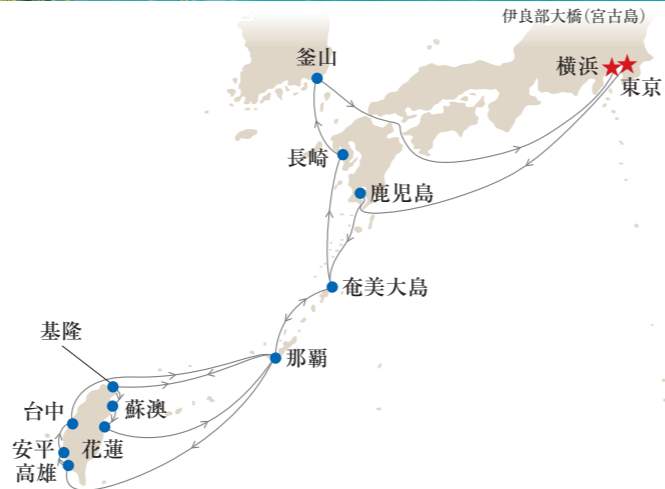 伊良部大橋（宮古島）
釜山
横浜
東京
長崎
鹿児島
奄美大島
基隆
那覇
台中
蘇澳
安平
花蓮
高雄